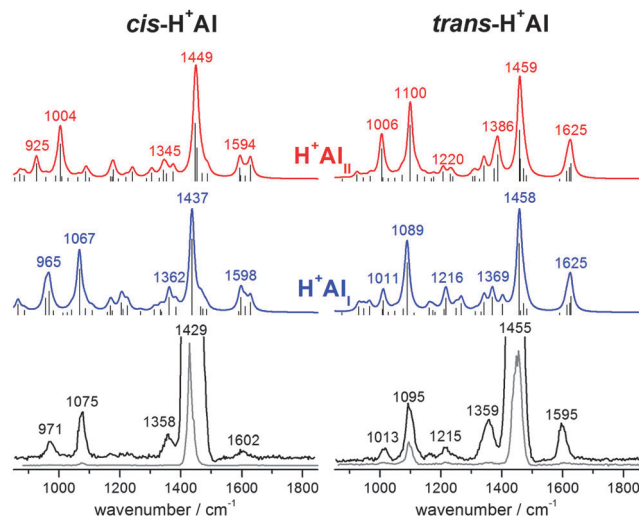 cis-H⁺AI trans-H⁺AI
925 1004 1345 1449 1594 H⁺AI_II 1006 1100 1220 1386 1459 1625
965 1067 1362 1437 1598 H⁺AI_I 1011 1089 1216 1369 1458 1625
971 1075 1358 1429 1602 1013 1095 1215 1359 1455 1595
1000 1200 1400 1600 1800 1000 1200 1400 1600 1800
wavenumber / cm⁻¹ wavenumber / cm⁻¹